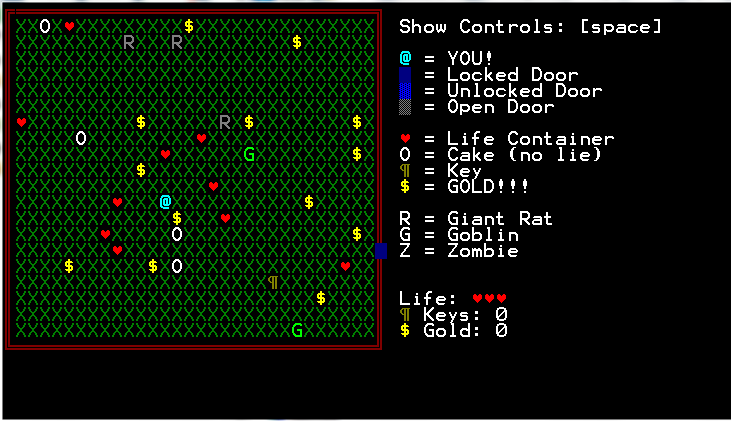 Show Controls: [space]
@ = YOU!
= Locked Door
= Unlocked Door
= Open Door
♥ = Life Container
O = Cake (no lie)
¶ = Key
$ = GOLD!!!
R = Giant Rat
G = Goblin
Z = Zombie
Life: ♥♥♥
¶ Keys: 0
$ Gold: 0